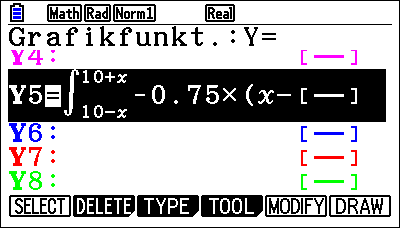 Math Rad Norm1 Real
Grafikfunkt.:Y=
Y4: [—]
Y5=∫10+x 10-x -0.75×(x- [—]
Y6: [—]
Y7: [—]
Y8: [—]
SELECT DELETE TYPE TOOL MODIFY DRAW